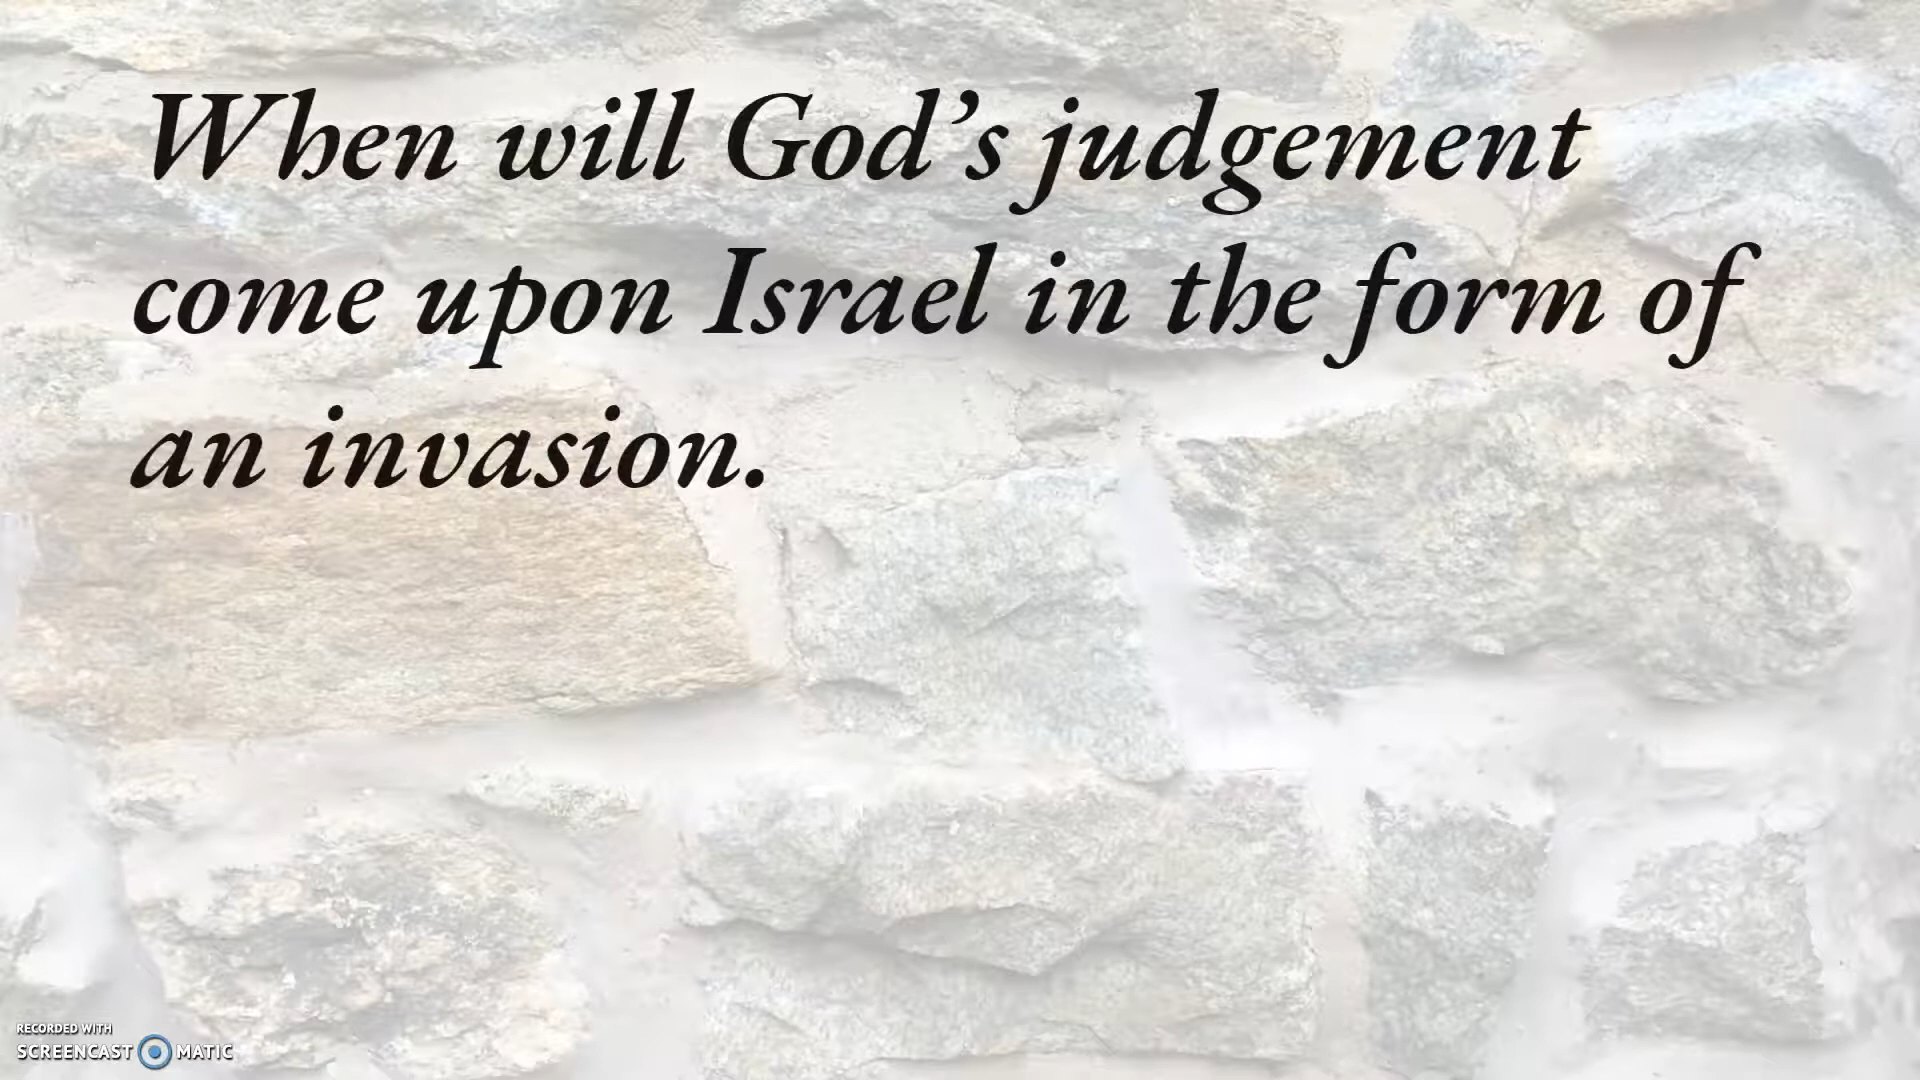 When will God’s judgement
come upon Israel in the form of
an invasion.
RECORDED WITH
SCREENCAST MATIC